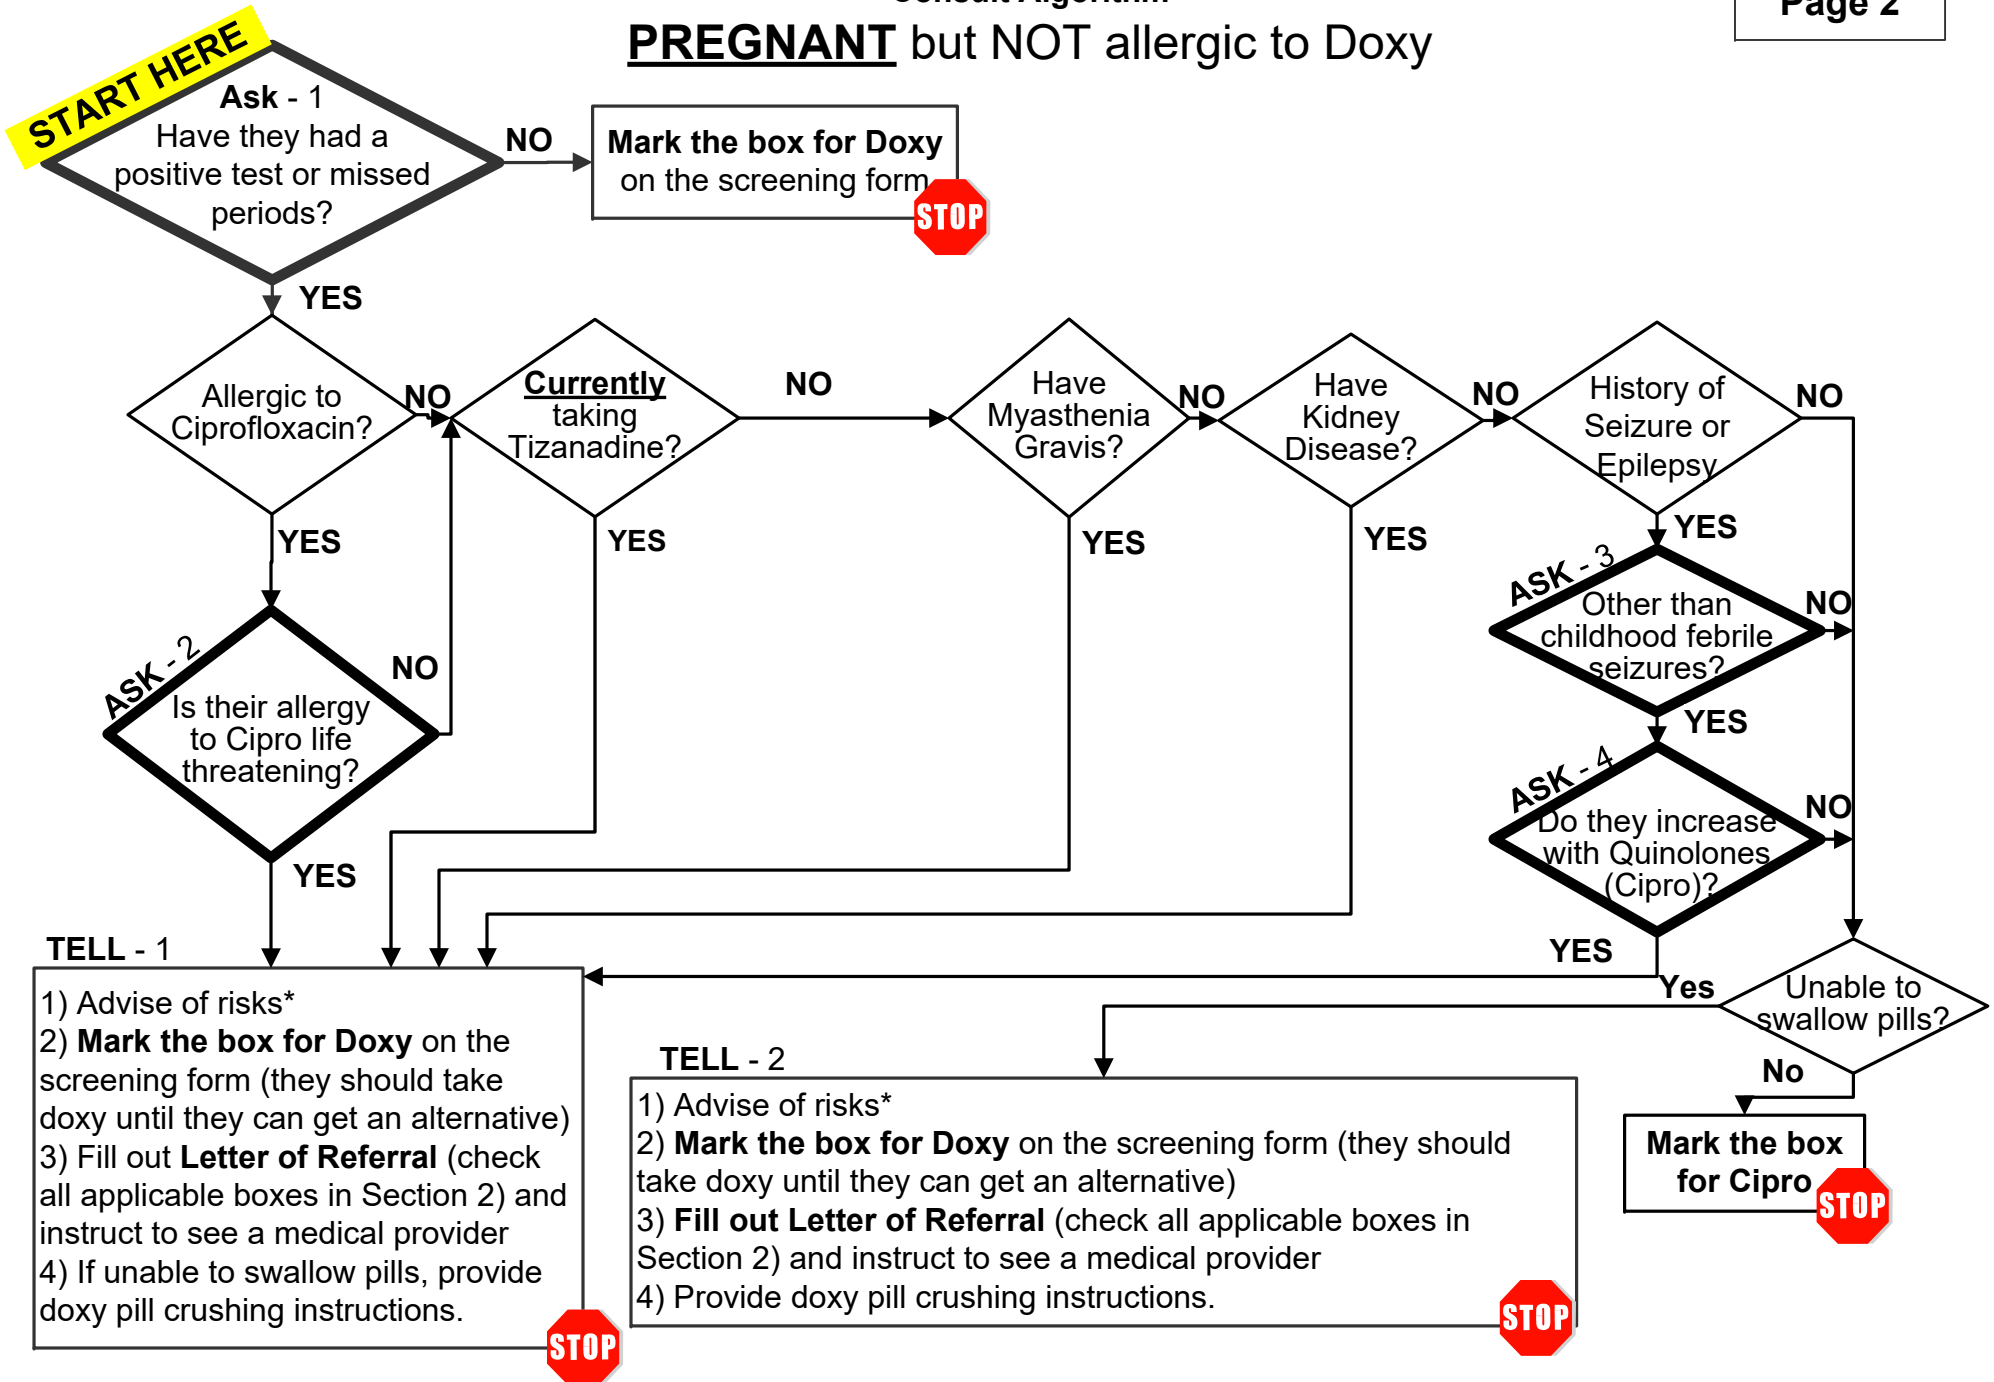 Consult Algorithm
Page 2
PREGNANT but NOT allergic to Doxy
START HERE
Ask - 1
Have they had a
positive test or missed
periods?
NO
Mark the box for Doxy
on the screening form
STOP
YES
Allergic to
Ciprofloxacin?
NO
Currently
taking
Tizanadine?
NO
Have
Myasthenia
Gravis?
NO
Have
Kidney
Disease?
NO
History of
Seizure or
Epilepsy
NO
YES
YES
YES
YES
YES
ASK - 3
Other than
childhood febrile
seizures?
NO
ASK - 2
Is their allergy
to Cipro life
threatening?
NO
YES
YES
ASK - 4
Do they increase
with Quinolones
(Cipro)?
NO
YES
TELL - 1
1) Advise of risks*
2) Mark the box for Doxy on the
screening form (they should take
doxy until they can get an alternative)
3) Fill out Letter of Referral (check
all applicable boxes in Section 2) and
instruct to see a medical provider
4) If unable to swallow pills, provide
doxy pill crushing instructions.
STOP
Unable to
swallow pills?
Yes
No
TELL - 2
1) Advise of risks*
2) Mark the box for Doxy on the screening form (they should
take doxy until they can get an alternative)
3) Fill out Letter of Referral (check all applicable boxes in
Section 2) and instruct to see a medical provider
4) Provide doxy pill crushing instructions.
STOP
Mark the box
for Cipro
STOP